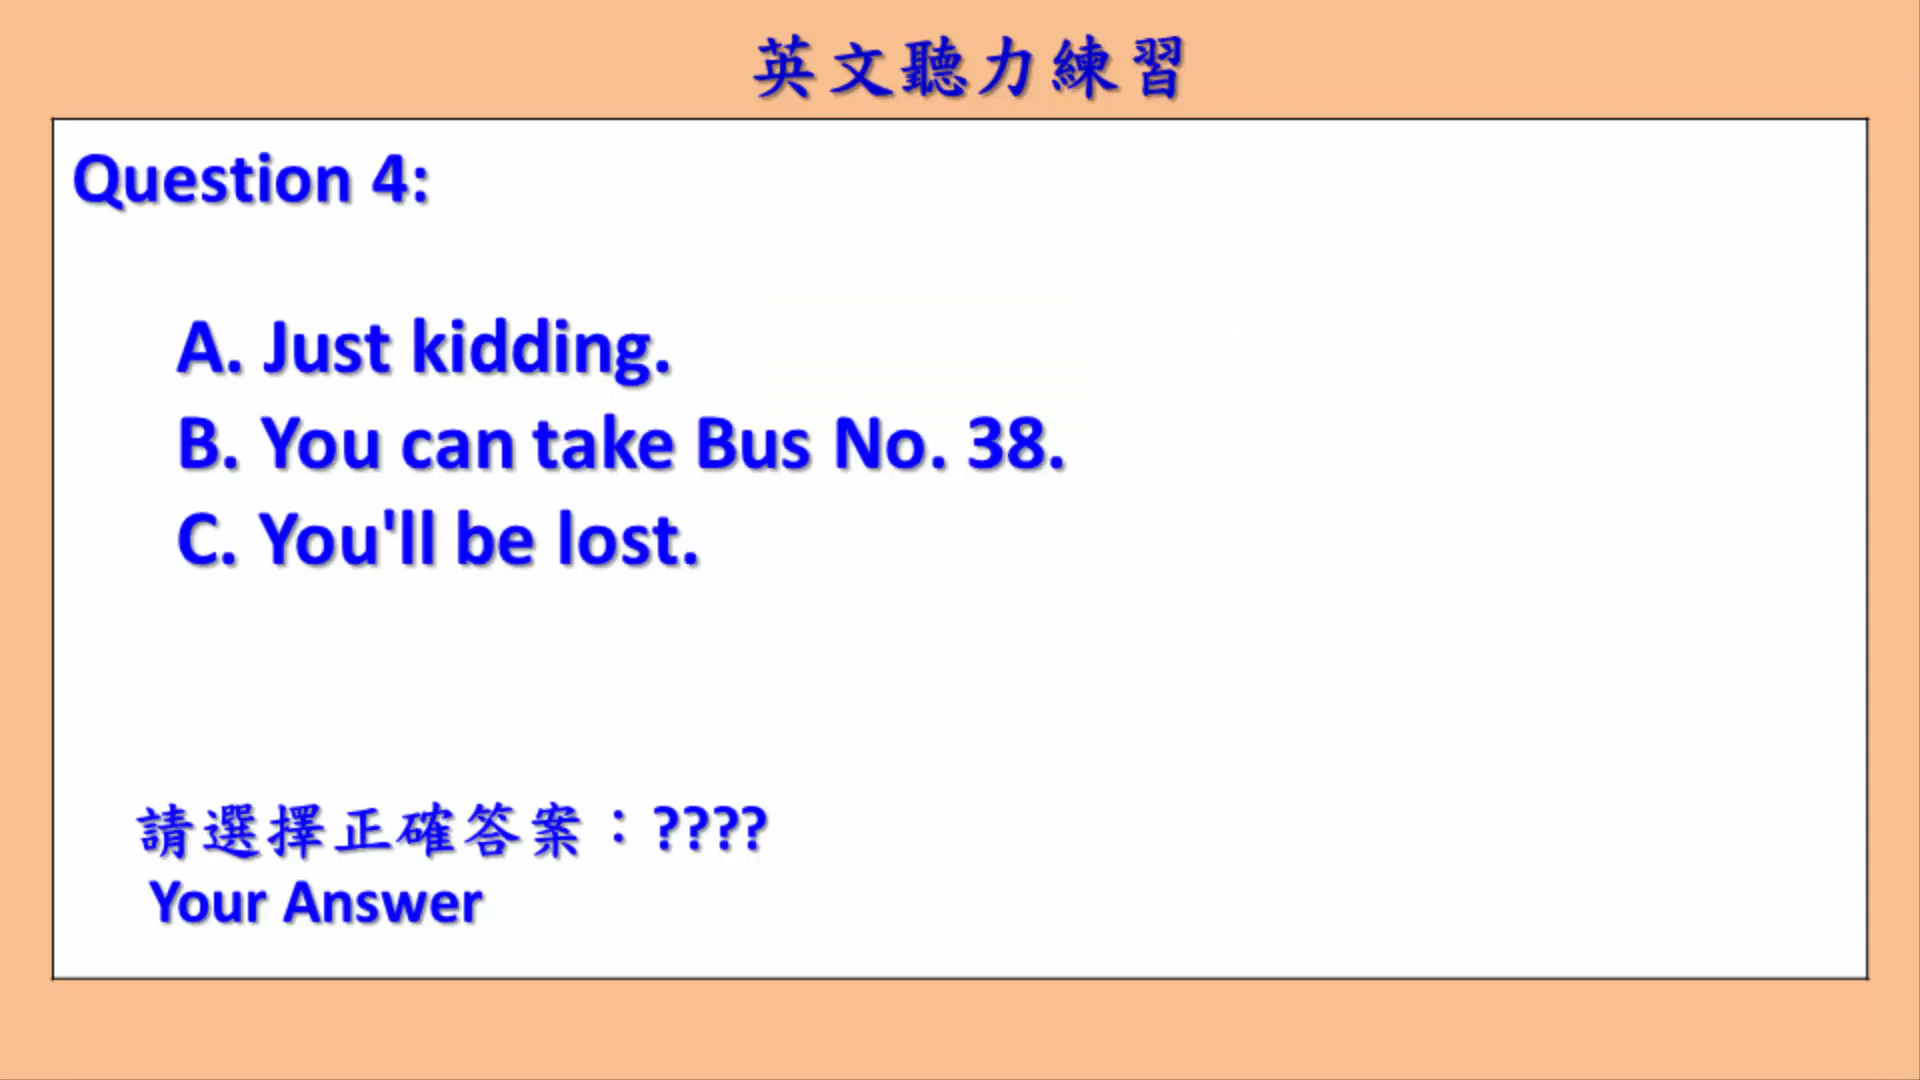 英文聽力練習
Question 4:
A. Just kidding.
B. You can take Bus No. 38.
C. You'll be lost.
請選擇正確答案：????
Your Answer